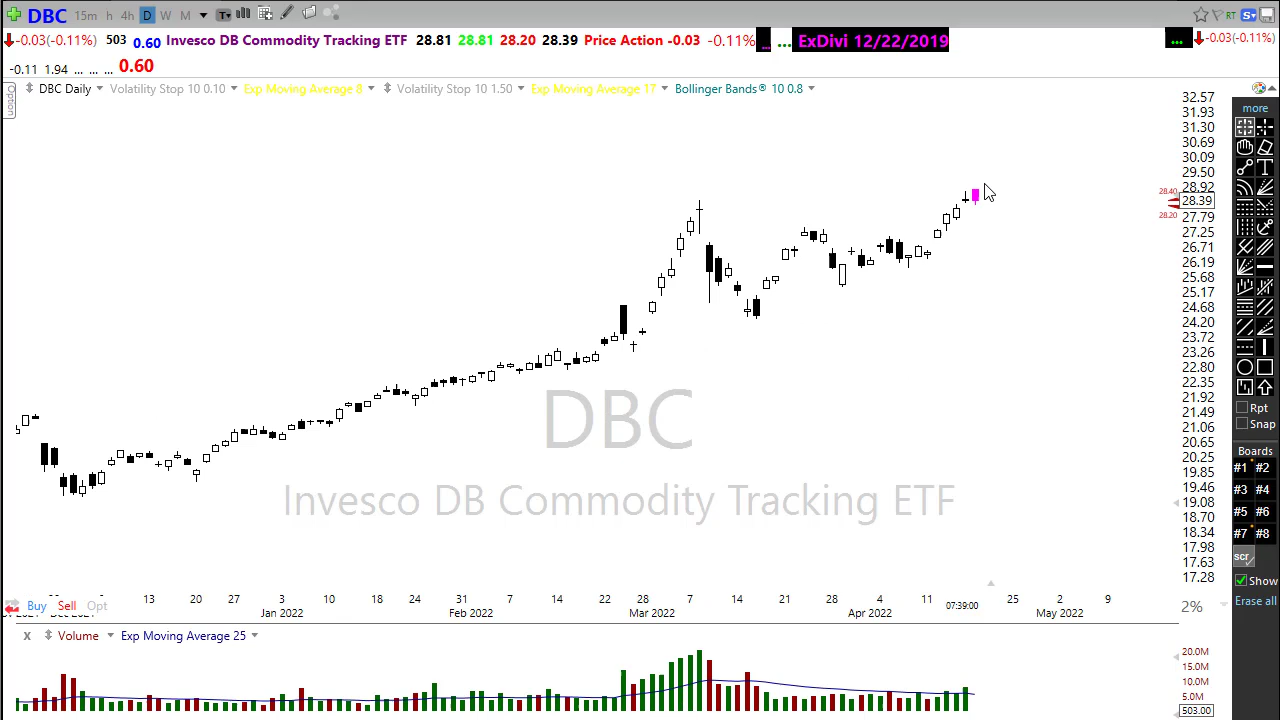 DBC 15m h 4h D W M T RT S
-0.03(-0.11%) 503 0.60 Invesco DB Commodity Tracking ETF 28.81 28.81 28.20 28.39 Price Action -0.03 -0.11% ... ... ExDivi 12/22/2019 ... -0.03(-0.11%)
-0.11 1.94 ... ... ... 0.60
Option
DBC Daily Volatility Stop 10 0.10 Exp Moving Average 8 Volatility Stop 10 1.50 Exp Moving Average 17 Bollinger Bands® 10 0.8
32.57
31.93
31.30
30.69
30.09
29.50
28.92
28.40
28.39
28.20
27.79
27.25
26.71
26.19
25.68
25.17
24.68
24.20
23.72
23.26
22.80
22.35
21.92
21.49
21.06
20.65
20.25
19.85
19.46
19.08
18.70
18.34
17.98
17.63
17.28
DBC
Invesco DB Commodity Tracking ETF
more
Rpt
Snap
Boards
#1 #2
#3 #4
#5 #6
#7 #8
scr
Show
Erase all
Buy Sell Opt
13 20 27 10 18 24 7 14 22 28 7 14 21 28 4 11 07:39:00 25 2 9
Jan 2022 Feb 2022 Mar 2022 Apr 2022 May 2022
2%
X Volume Exp Moving Average 25
20.0M
15.0M
10.0M
5.0M
503.00